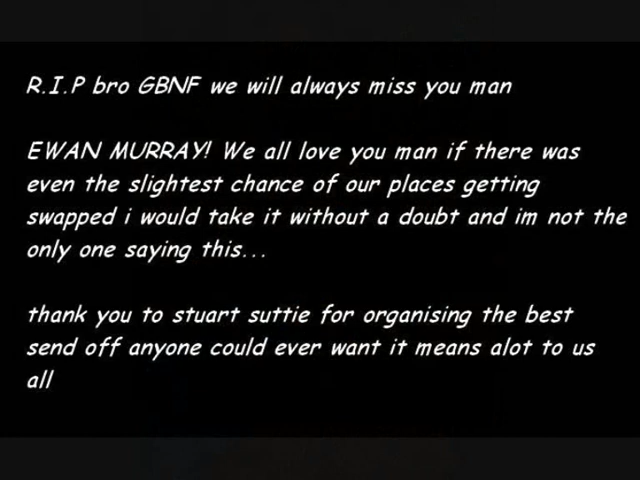 R.I.P bro GBNF we will always miss you man
EWAN MURRAY! We all love you man if there was
even the slightest chance of our places getting
swapped i would take it without a doubt and im not the
only one saying this...
thank you to stuart suttie for organising the best
send off anyone could ever want it means alot to us
all